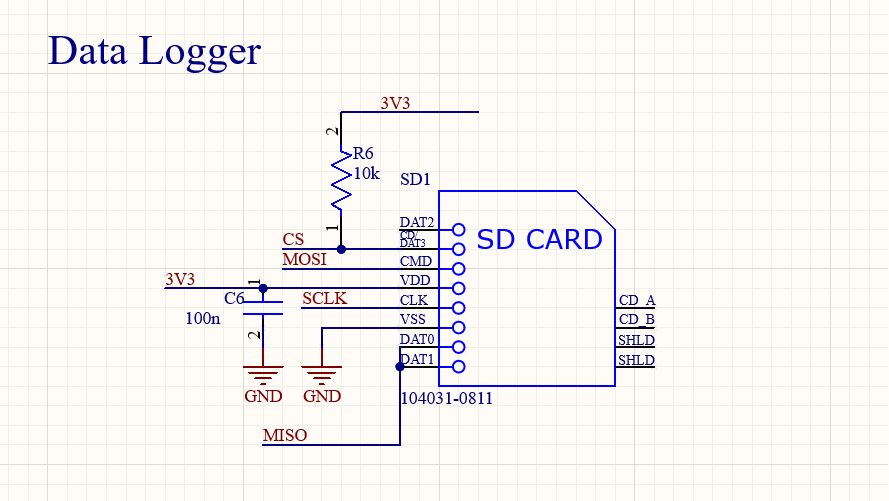 Data Logger
3V3
2
R6
10k
SD1
1
DAT2
SD CARD
CS
CD/
DAT3
MOSI
CMD
3V3
1
VDD
C6
SCLK
CLK
CD_A
100n
VSS
CD_B
2
DAT0
SHLD
DAT1
SHLD
GND
GND
104031-0811
MISO